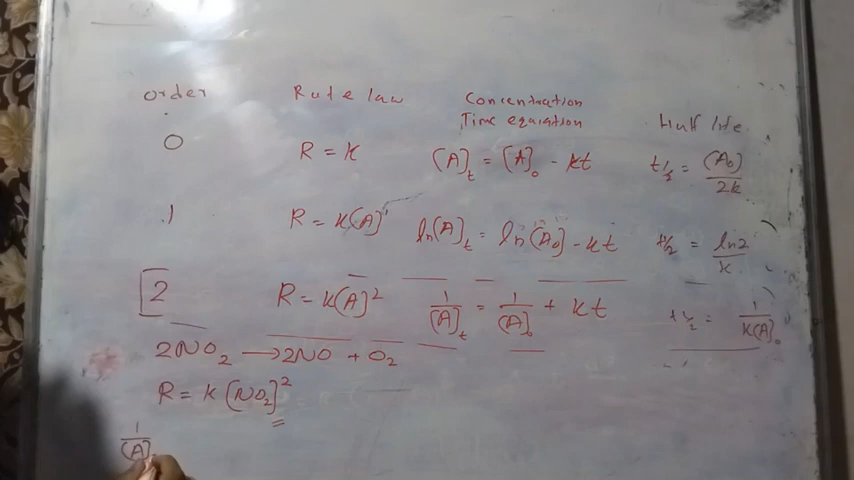 order Rate law Concentration Half life
Time equation
0 R = k (A)t = (A)₀ - kt t½ = (A₀)/2k
1 R = k(A)¹ ln(A)t = ln(A₀) - kt t½ = ln2/k
2 R = k(A)² 1/(A)t = 1/(A)₀ + kt t½ = 1/k(A)₀
2NO₂ → 2NO + O₂
R = k(NO₂)²
1/(A)